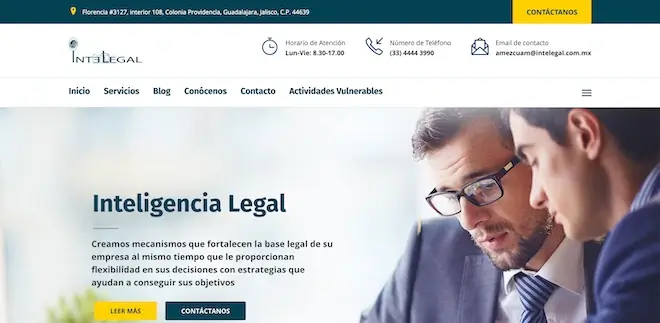 Florencia #3127, interior 108, Colonia Providencia, Guadalajara, Jalisco, C.P. 44639
CONTÁCTANOS
INTELEGAL
Horario de Atención
Lun-Vie: 8.30-17.00
Número de Teléfono
(33) 4444 3990
Email de contacto
amezcuam@intelegal.com.mx
Inicio Servicios Blog Conócenos Contacto Actividades Vulnerables
Inteligencia Legal
Creamos mecanismos que fortalecen la base legal de su
empresa al mismo tiempo que le proporcionan
flexibilidad en sus decisiones con estrategias que
ayudan a conseguir sus objetivos
LEER MÁS
CONTÁCTANOS